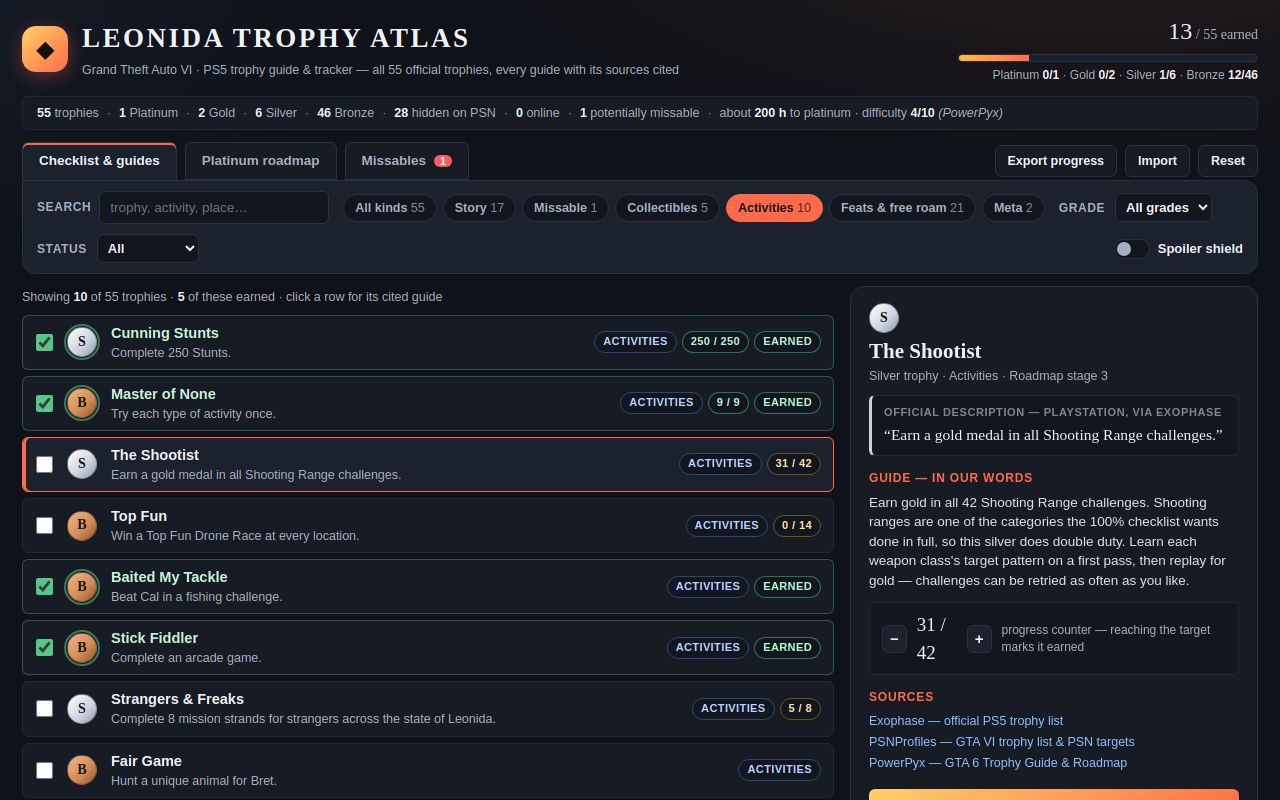 LEONIDA TROPHY ATLAS
Grand Theft Auto VI · PS5 trophy guide & tracker — all 55 official trophies, every guide with its sources cited
13 / 55 earned
Platinum 0/1 · Gold 0/2 · Silver 1/6 · Bronze 12/46
55 trophies · 1 Platinum · 2 Gold · 6 Silver · 46 Bronze · 28 hidden on PSN · 0 online · 1 potentially missable · about 200 h to platinum · difficulty 4/10 (PowerPyx)
Checklist & guides
Platinum roadmap
Missables 1
Export progress
Import
Reset
SEARCH trophy, activity, place…
All kinds 55
Story 17
Missable 1
Collectibles 5
Activities 10
Feats & free roam 21
Meta 2
GRADE All grades
STATUS All
Spoiler shield
Showing 10 of 55 trophies · 5 of these earned · click a row for its cited guide
S
Cunning Stunts
Complete 250 Stunts.
ACTIVITIES 250 / 250 EARNED
B
Master of None
Try each type of activity once.
ACTIVITIES 9 / 9 EARNED
S
The Shootist
Earn a gold medal in all Shooting Range challenges.
ACTIVITIES 31 / 42
B
Top Fun
Win a Top Fun Drone Race at every location.
ACTIVITIES 0 / 14
B
Baited My Tackle
Beat Cal in a fishing challenge.
ACTIVITIES EARNED
B
Stick Fiddler
Complete an arcade game.
ACTIVITIES EARNED
S
Strangers & Freaks
Complete 8 mission strands for strangers across the state of Leonida.
ACTIVITIES 5 / 8
B
Fair Game
Hunt a unique animal for Bret.
ACTIVITIES
S
The Shootist
Silver trophy · Activities · Roadmap stage 3
OFFICIAL DESCRIPTION — PLAYSTATION, VIA EXOPHASE
“Earn a gold medal in all Shooting Range challenges.”
GUIDE — IN OUR WORDS
Earn gold in all 42 Shooting Range challenges. Shooting
ranges are one of the categories the 100% checklist wants
done in full, so this silver does double duty. Learn each
weapon class's target pattern on a first pass, then replay for
gold — challenges can be retried as often as you like.
−
31 /
42
+
progress counter — reaching the target
marks it earned
SOURCES
Exophase — official PS5 trophy list
PSNProfiles — GTA VI trophy list & PSN targets
PowerPyx — GTA 6 Trophy Guide & Roadmap